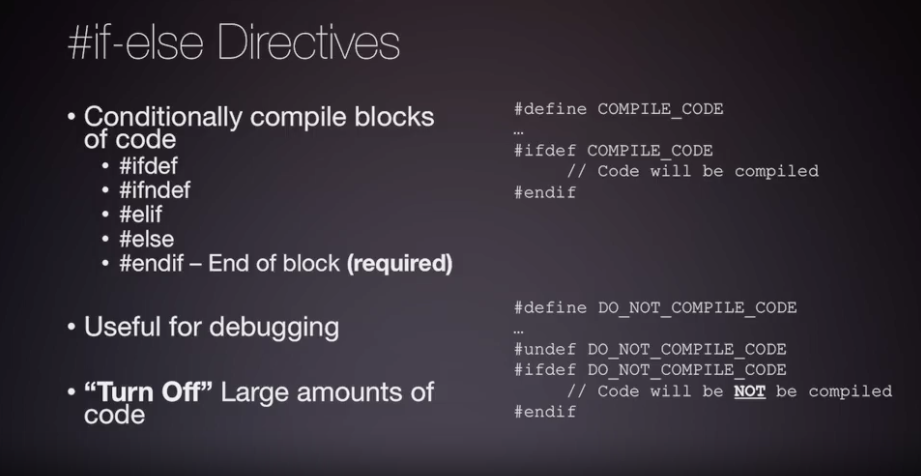 #if-else Directives
• Conditionally compile blocks
of code
• #ifdef
• #ifndef
• #elif
• #else
• #endif – End of block (required)
• Useful for debugging
• “Turn Off” Large amounts of
code
#define COMPILE_CODE
…
#ifdef COMPILE_CODE
// Code will be compiled
#endif
#define DO_NOT_COMPILE_CODE
…
#undef DO_NOT_COMPILE_CODE
#ifdef DO_NOT_COMPILE_CODE
// Code will be NOT be compiled
#endif